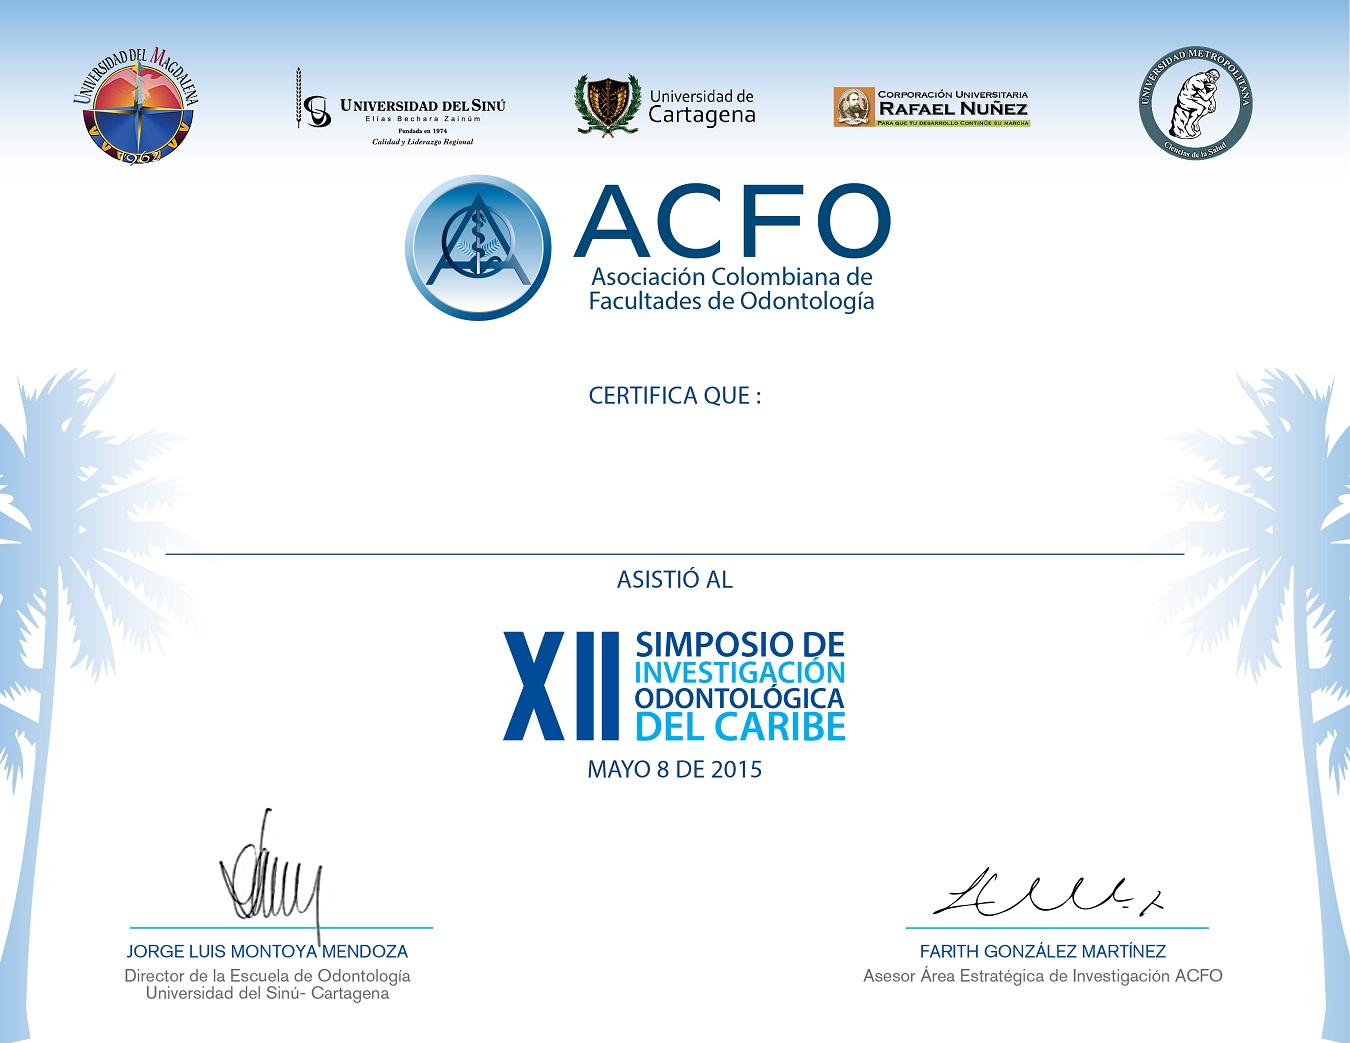 UNIVERSIDAD DEL MAGDALENA
1962
UNIVERSIDAD DEL SINÚ
Elías Bechara Zainúm
Fundada en 1974
Calidad y Liderazgo Regional
Universidad de
Cartagena
CORPORACIÓN UNIVERSITARIA
RAFAEL NUÑEZ
PARA QUE TU DESARROLLO CONTINÚE SU MARCHA
UNIVERSIDAD METROPOLITANA
Ciencias de la Salud
ACFO
Asociación Colombiana de
Facultades de Odontología
CERTIFICA QUE :
ASISTIÓ AL
XII
SIMPOSIO DE
INVESTIGACIÓN
ODONTOLÓGICA
DEL CARIBE
MAYO 8 DE 2015
JORGE LUIS MONTOYA MENDOZA
Director de la Escuela de Odontología
Universidad del Sinú- Cartagena
FARITH GONZÁLEZ MARTÍNEZ
Asesor Área Estratégica de Investigación ACFO